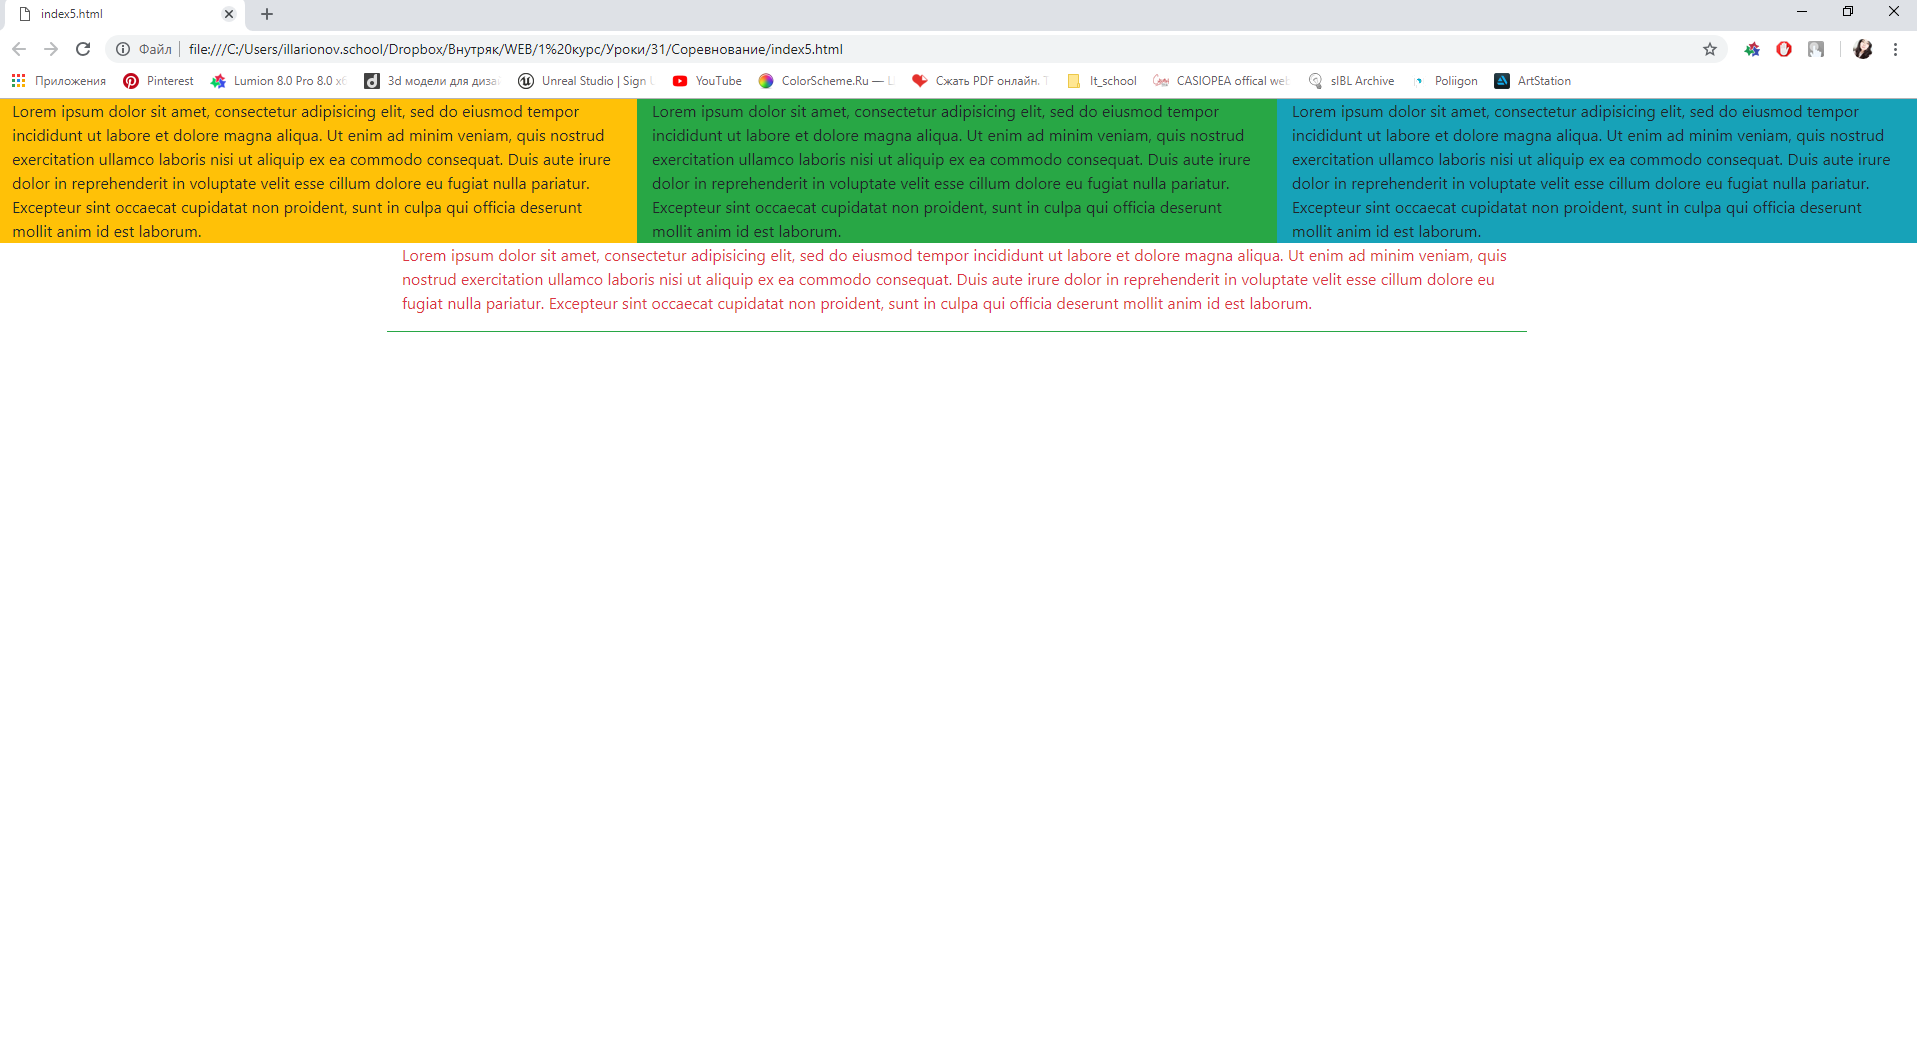 index5.html
Файл file:///C:/Users/illarionov.school/Dropbox/Внутряк/WEB/1%20курс/Уроки/31/Соревнование/index5.html
Приложения Pinterest Lumion 8.0 Pro 8.0 x6 3d модели для диза Unreal Studio | Sign YouTube ColorScheme.Ru — Сжать PDF онлайн. It_school CASIOPEA offical web sIBL Archive Poliigon ArtStation
Lorem ipsum dolor sit amet, consectetur adipisicing elit, sed do eiusmod tempor
incididunt ut labore et dolore magna aliqua. Ut enim ad minim veniam, quis nostrud
exercitation ullamco laboris nisi ut aliquip ex ea commodo consequat. Duis aute irure
dolor in reprehenderit in voluptate velit esse cillum dolore eu fugiat nulla pariatur.
Excepteur sint occaecat cupidatat non proident, sunt in culpa qui officia deserunt
mollit anim id est laborum.
Lorem ipsum dolor sit amet, consectetur adipisicing elit, sed do eiusmod tempor
incididunt ut labore et dolore magna aliqua. Ut enim ad minim veniam, quis nostrud
exercitation ullamco laboris nisi ut aliquip ex ea commodo consequat. Duis aute irure
dolor in reprehenderit in voluptate velit esse cillum dolore eu fugiat nulla pariatur.
Excepteur sint occaecat cupidatat non proident, sunt in culpa qui officia deserunt
mollit anim id est laborum.
Lorem ipsum dolor sit amet, consectetur adipisicing elit, sed do eiusmod tempor
incididunt ut labore et dolore magna aliqua. Ut enim ad minim veniam, quis nostrud
exercitation ullamco laboris nisi ut aliquip ex ea commodo consequat. Duis aute irure
dolor in reprehenderit in voluptate velit esse cillum dolore eu fugiat nulla pariatur.
Excepteur sint occaecat cupidatat non proident, sunt in culpa qui officia deserunt
mollit anim id est laborum.
Lorem ipsum dolor sit amet, consectetur adipisicing elit, sed do eiusmod tempor incididunt ut labore et dolore magna aliqua. Ut enim ad minim veniam, quis
nostrud exercitation ullamco laboris nisi ut aliquip ex ea commodo consequat. Duis aute irure dolor in reprehenderit in voluptate velit esse cillum dolore eu
fugiat nulla pariatur. Excepteur sint occaecat cupidatat non proident, sunt in culpa qui officia deserunt mollit anim id est laborum.